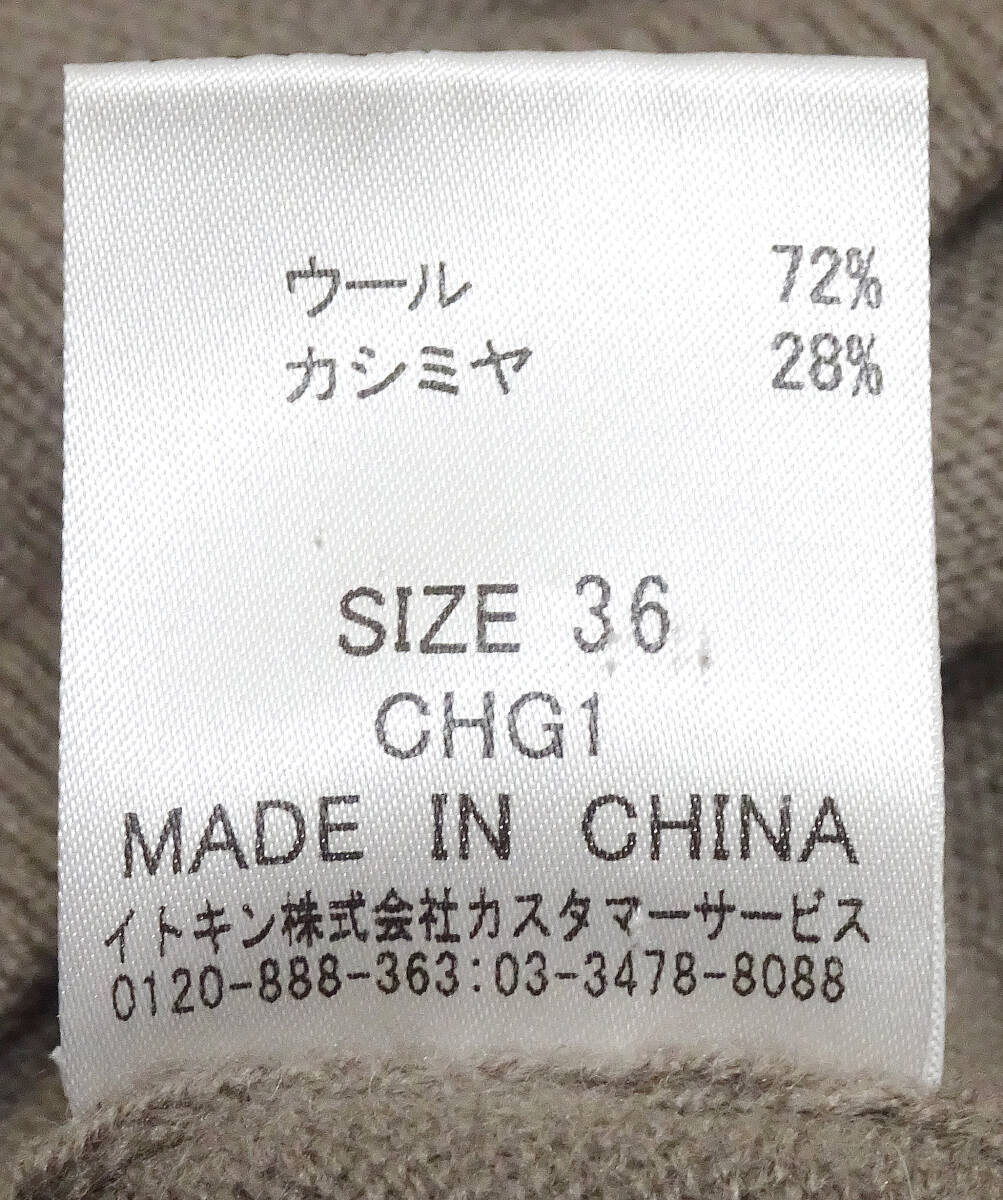 ウール 72%
カシミヤ 28%
SIZE 36
CHG1
MADE IN CHINA
イトキン株式会社カスタマーサービス
0120-888-363:03-3478-8088